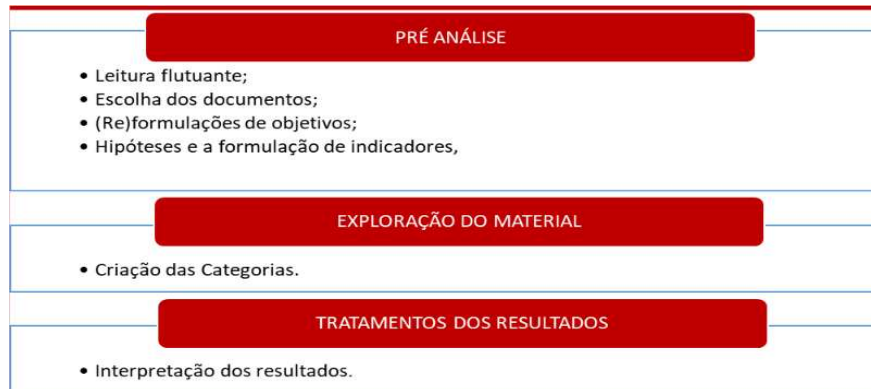 PRÉ ANÁLISE
• Leitura flutuante;
• Escolha dos documentos;
• (Re)formulações de objetivos;
• Hipóteses e a formulação de indicadores,
EXPLORAÇÃO DO MATERIAL
• Criação das Categorias.
TRATAMENTOS DOS RESULTADOS
• Interpretação dos resultados.